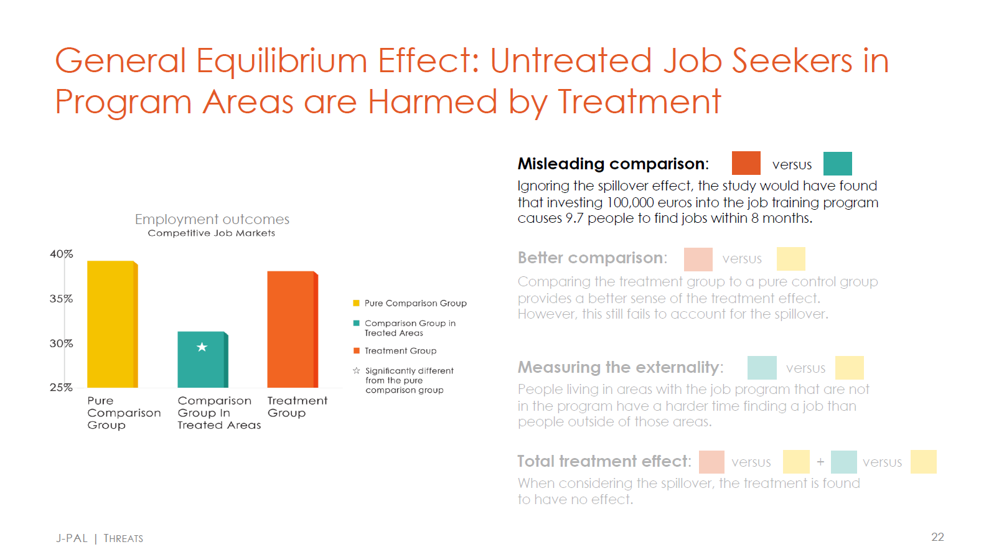 General Equilibrium Effect: Untreated Job Seekers in
Program Areas are Harmed by Treatment
Employment outcomes
Competitive Job Markets
40%
35%
30%
25%
Pure
Comparison
Group
Comparison
Group In
Treated Areas
Treatment
Group
Pure Comparison Group
Comparison Group in
Treated Areas
Treatment Group
☆ Significantly different
from the pure
comparison group
Misleading comparison: versus
Ignoring the spillover effect, the study would have found
that investing 100,000 euros into the job training program
causes 9.7 people to find jobs within 8 months.
Better comparison: versus
Comparing the treatment group to a pure control group
provides a better sense of the treatment effect.
However, this still fails to account for the spillover.
Measuring the externality: versus
People living in areas with the job program that are not
in the program have a harder time finding a job than
people outside of those areas.
Total treatment effect: versus + versus
When considering the spillover, the treatment is found
to have no effect.
J-PAL | THREATS
22